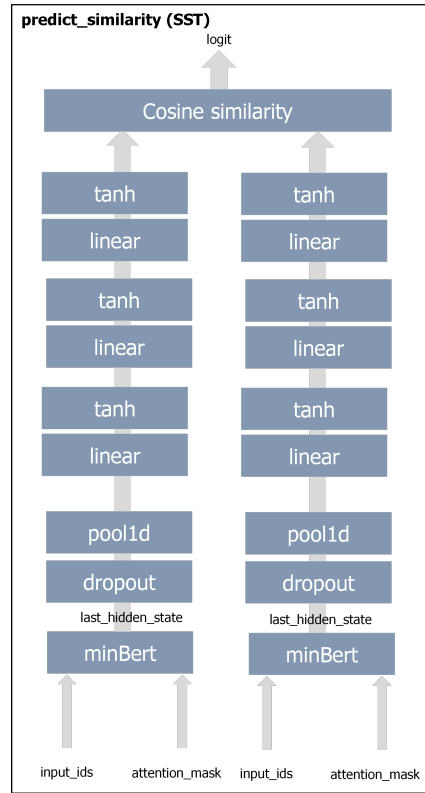 predict_similarity (SST)
logit
Cosine similarity
tanh tanh
linear linear
tanh tanh
linear linear
tanh tanh
linear linear
pool1d pool1d
dropout dropout
last_hidden_state last_hidden_state
minBert minBert
input_ids attention_mask input_ids attention_mask